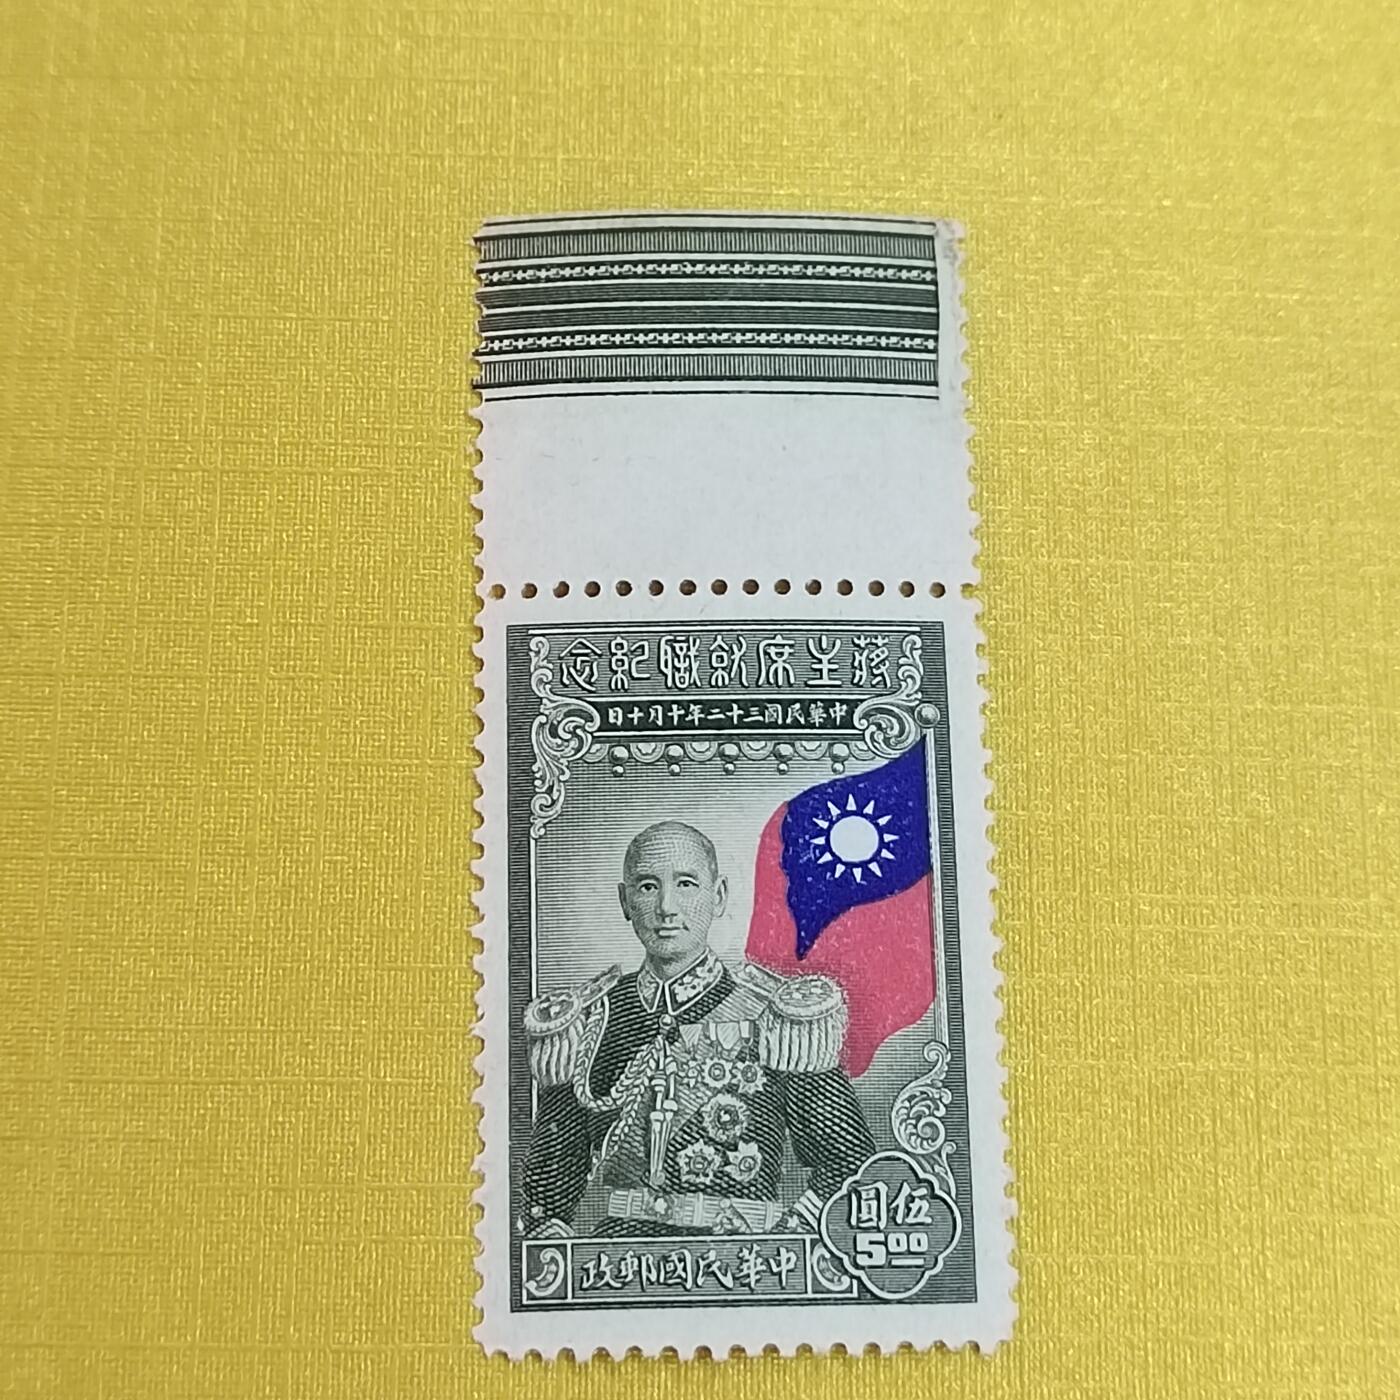 蔣主席就職紀念
中華民國三十二年十月十日
伍圓
5.00
中華民國郵政